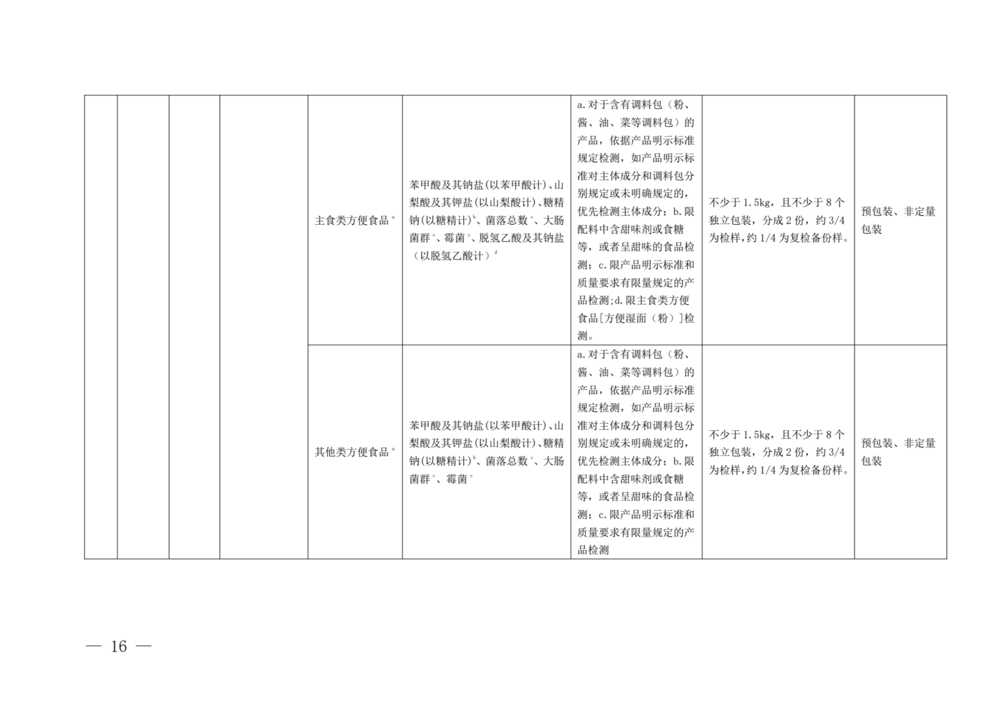 主食类方便食品ᵃ
苯甲酸及其钠盐(以苯甲酸计)、山
梨酸及其钾盐(以山梨酸计)、糖精
钠(以糖精计)ᵇ、菌落总数ᶜ、大肠
菌群ᶜ、霉菌ᶜ、脱氢乙酸及其钠盐
（以脱氢乙酸计）ᵈ
a.对于含有调料包（粉、
酱、油、菜等调料包）的
产品，依据产品明示标准
规定检测，如产品明示标
准对主体成分和调料包分
别规定或未明确规定的，
优先检测主体成分；b.限
配料中含甜味剂或食糖
等，或者呈甜味的食品检
测；c.限产品明示标准和
质量要求有限量规定的产
品检测;d.限主食类方便
食品[方便湿面（粉）]检
测。
不少于 1.5kg，且不少于 8 个
独立包装，分成 2 份，约 3/4
为检样，约 1/4 为复检备份样。
预包装、非定量
包装
其他类方便食品ᵃ
苯甲酸及其钠盐(以苯甲酸计)、山
梨酸及其钾盐(以山梨酸计)、糖精
钠(以糖精计)ᵇ、菌落总数ᶜ、大肠
菌群ᶜ、霉菌ᶜ
a.对于含有调料包（粉、
酱、油、菜等调料包）的
产品，依据产品明示标准
规定检测，如产品明示标
准对主体成分和调料包分
别规定或未明确规定的，
优先检测主体成分；b.限
配料中含甜味剂或食糖
等，或者呈甜味的食品检
测；c.限产品明示标准和
质量要求有限量规定的产
品检测
不少于 1.5kg，且不少于 8 个
独立包装，分成 2 份，约 3/4
为检样，约 1/4 为复检备份样。
预包装、非定量
包装
— 16 —